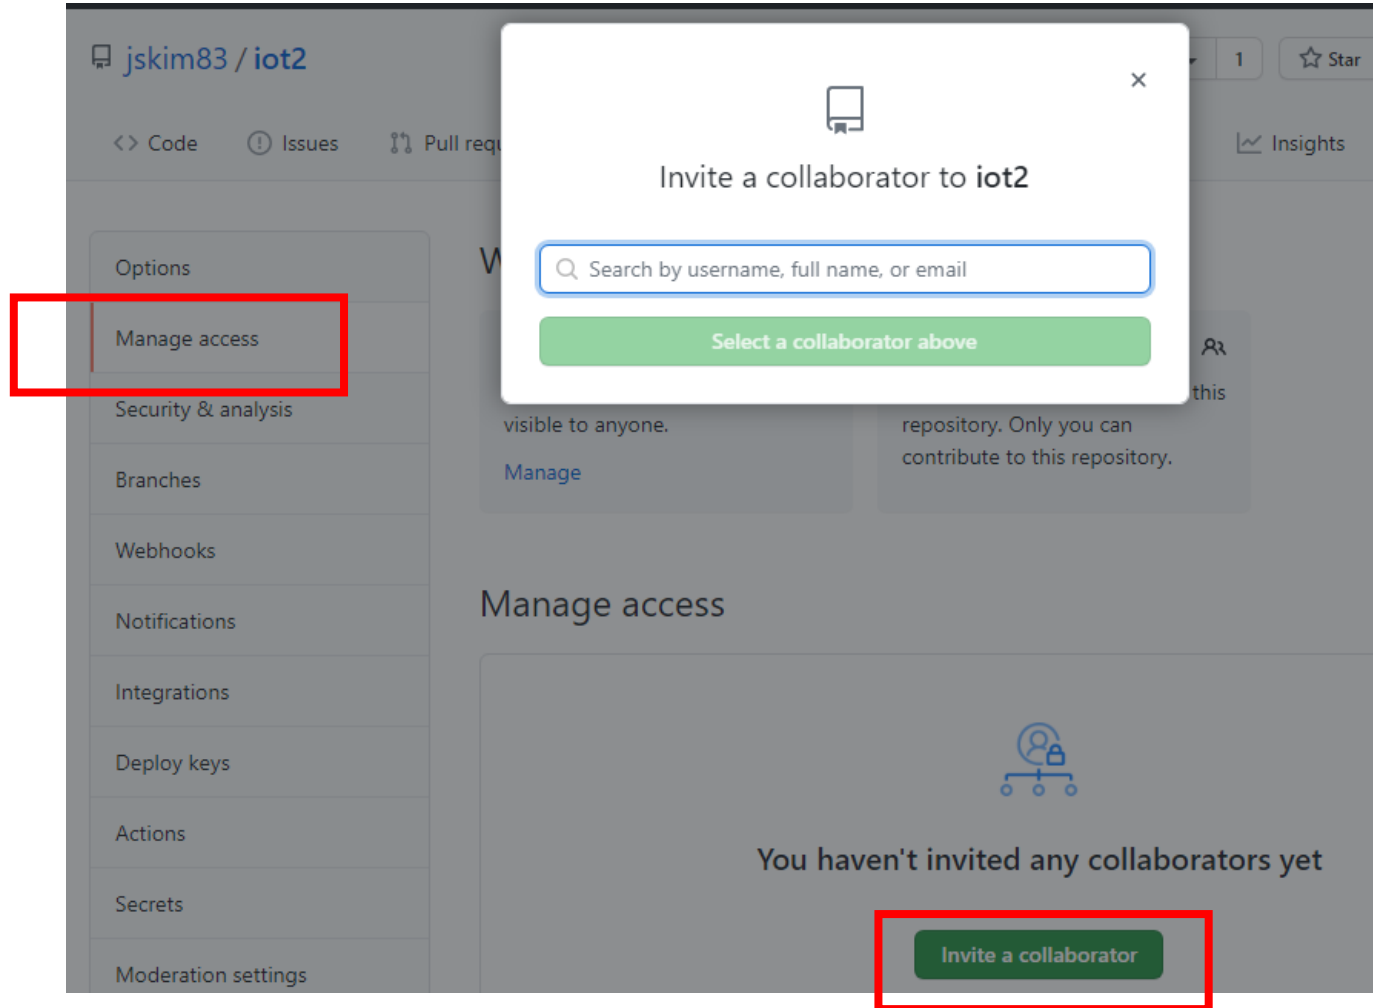 jskim83 / iot2
1
Star
Code
Issues
Pull requ
Insights
Invite a collaborator to iot2
Search by username, full name, or email
Select a collaborator above
Options
Manage access
Security & analysis
Branches
Webhooks
Notifications
Integrations
Deploy keys
Actions
Secrets
Moderation settings
visible to anyone.
Manage
this
repository. Only you can
contribute to this repository.
Manage access
You haven't invited any collaborators yet
Invite a collaborator